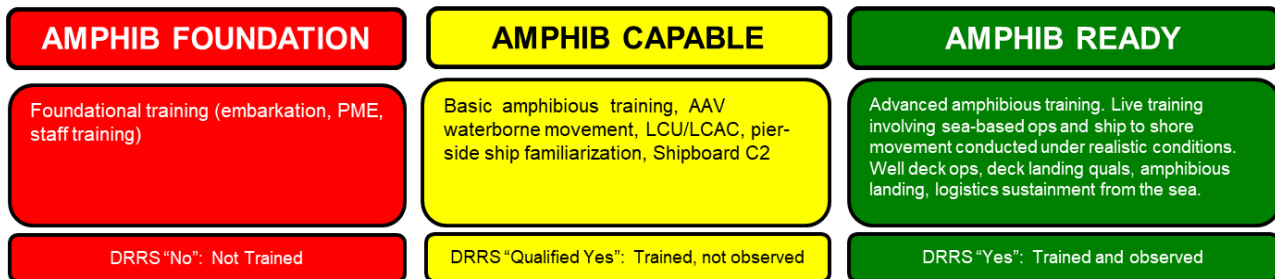 AMPHIB FOUNDATION
Foundational training (embarkation, PME,
staff training)
DRRS “No”: Not Trained
AMPHIB CAPABLE
Basic amphibious training, AAV
waterborne movement, LCU/LCAC, pier-
side ship familiarization, Shipboard C2
DRRS “Qualified Yes”: Trained, not observed
AMPHIB READY
Advanced amphibious training. Live training
involving sea-based ops and ship to shore
movement conducted under realistic conditions.
Well deck ops, deck landing quals, amphibious
landing, logistics sustainment from the sea.
DRRS “Yes”: Trained and observed